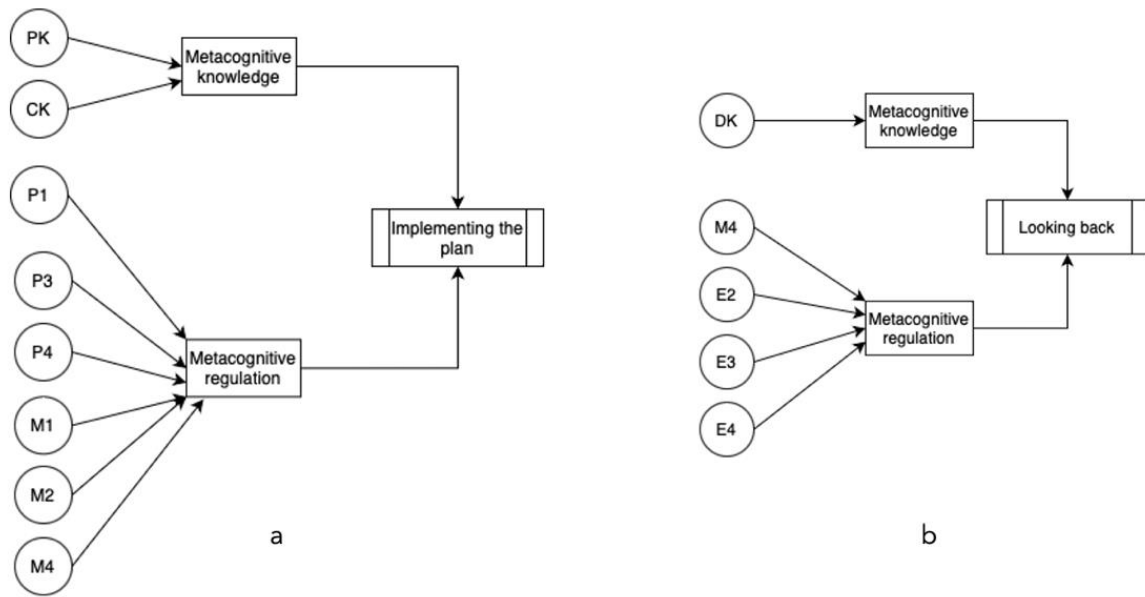 PK
CK
Metacognitive
knowledge
P1
P3
P4
M1
M2
M4
Metacognitive
regulation
Implementing the
plan
a
DK
Metacognitive
knowledge
M4
E2
E3
E4
Metacognitive
regulation
Looking back
b